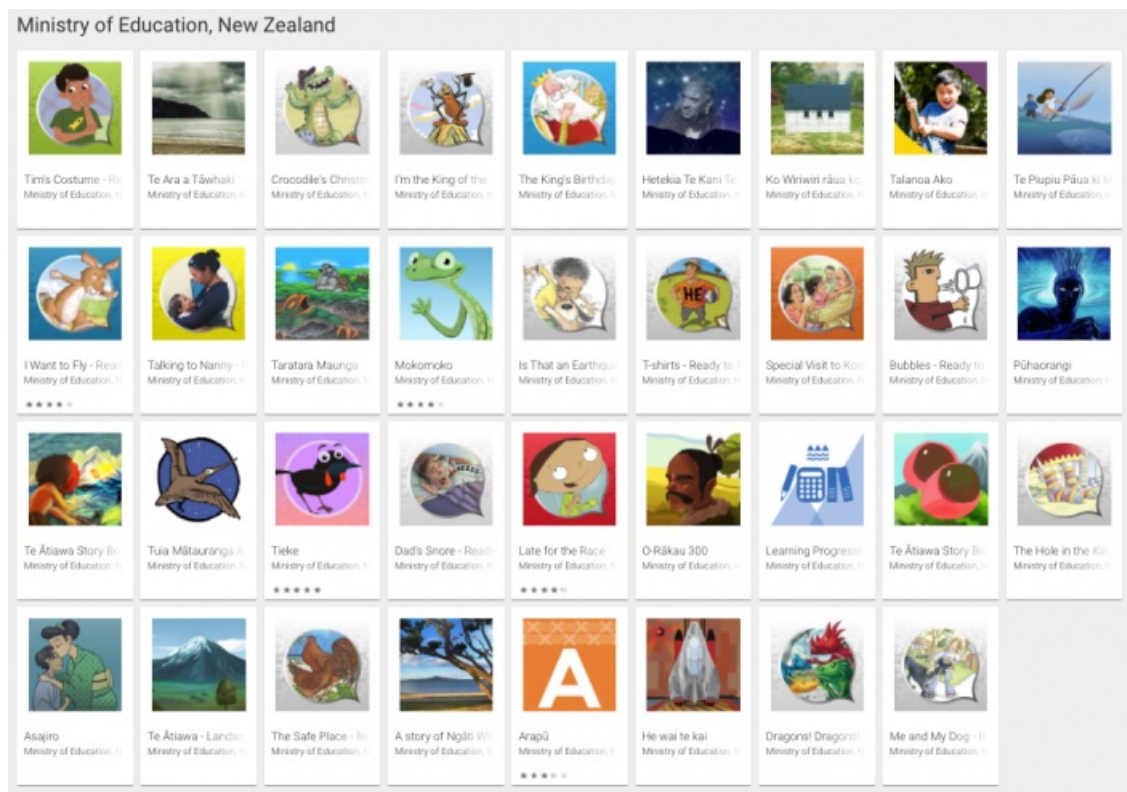 Ministry of Education, New Zealand
Tim's Costume - Re
Ministry of Education, N
Te Ara a Tāwhaki
Ministry of Education, N
Crocodile's Christm
Ministry of Education, N
I'm the King of the
Ministry of Education, N
The King's Birthday
Ministry of Education, N
Hetekia Te Kani Te
Ministry of Education, N
Ko Wiriwiri rāua ko
Ministry of Education, N
Talanoa Ako
Ministry of Education, N
Te Piupiu Pāua ki M
Ministry of Education, N
I Want to Fly - Read
Ministry of Education, N
Talking to Nanny - R
Ministry of Education, N
Taratara Maunga
Ministry of Education, N
Mokomoko
Ministry of Education, N
Is That an Earthqua
Ministry of Education, N
HE
T-shirts - Ready to R
Ministry of Education, N
Special Visit to Kor
Ministry of Education, N
Bubbles - Ready to
Ministry of Education, N
Pūhaorangi
Ministry of Education, N
Te Ātiawa Story Bo
Ministry of Education, N
Tuia Mātauranga A
Ministry of Education, N
Tieke
Ministry of Education, N
Dad's Snore - Read
Ministry of Education, N
Late for the Race -
Ministry of Education, N
O-Rākau 300
Ministry of Education, N
Learning Progressi
Ministry of Education, N
Te Ātiawa Story Bo
Ministry of Education, N
The Hole in the Kin
Ministry of Education, N
Asajiro
Ministry of Education, N
Te Ātiawa - Landsc
Ministry of Education, N
The Safe Place - Re
Ministry of Education, N
A story of Ngāti Wh
Ministry of Education, N
A
Arapū
Ministry of Education, N
He wai te kai
Ministry of Education, N
Dragons! Dragons!
Ministry of Education, N
Me and My Dog - R
Ministry of Education, N